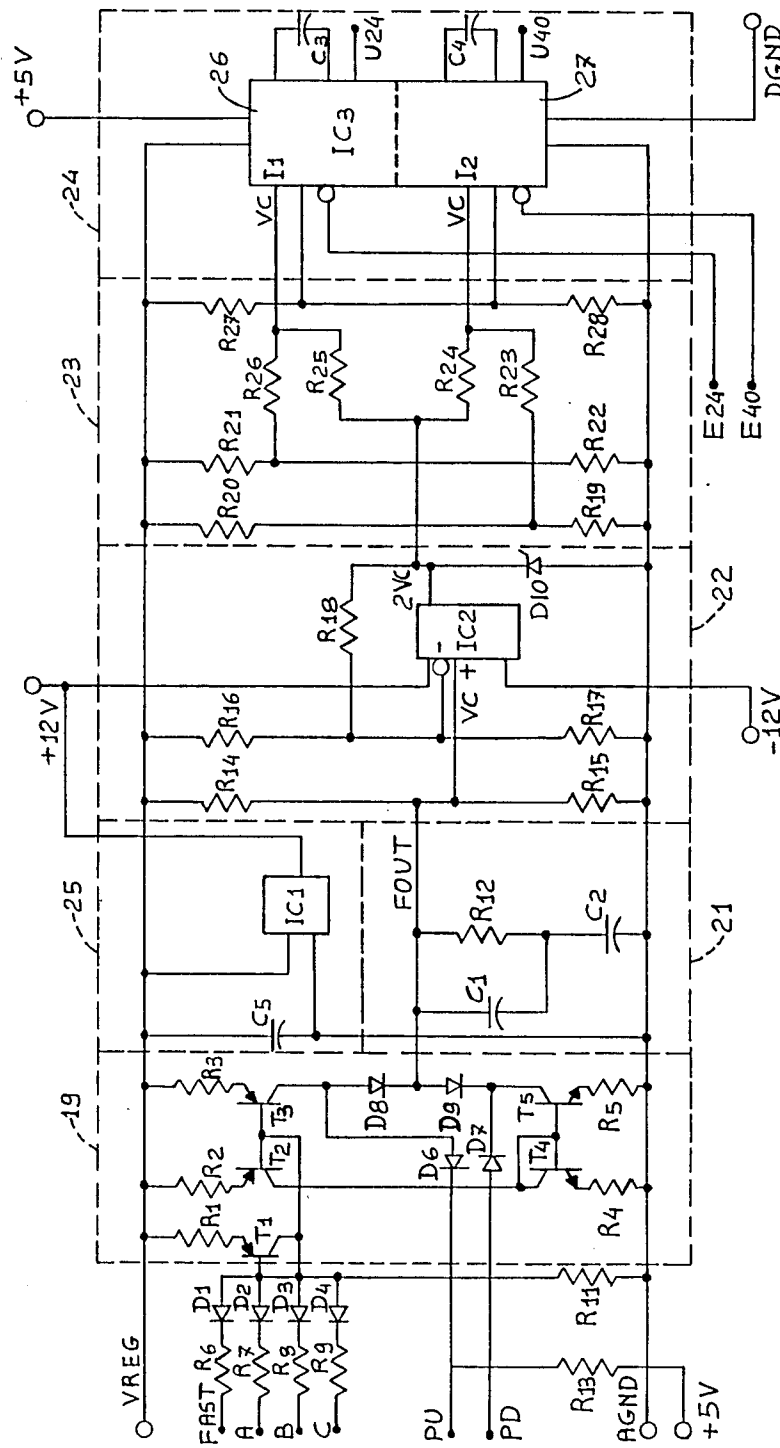 +5V
26
C3
U24
C4
U40
27
DGND
IC3
I1
VC
I2
VC
24
R27
R28
R26
R25
R24
R23
23
R21
R22
R20
R19
E24
E40
+12V
2VC
R18
D10
IC2
-
+
VC
22
R16
R17
R14
R15
-12V
25
IC1
FOUT
R12
C1
C2
C5
21
19
R3
T3
D8
D9
T5
R5
R2
T2
D6
D7
T4
R4
R1
T1
VREG
D1
D2
D3
D4
R6
R7
R8
R9
FAST
A
B
C
R11
PU
PD
R13
AGND
+5V